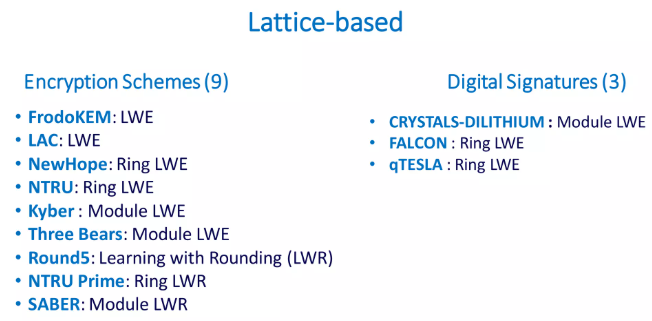 Lattice-based
Encryption Schemes (9)
• FrodoKEM: LWE
• LAC: LWE
• NewHope: Ring LWE
• NTRU: Ring LWE
• Kyber : Module LWE
• Three Bears: Module LWE
• Round5: Learning with Rounding (LWR)
• NTRU Prime: Ring LWR
• SABER: Module LWR
Digital Signatures (3)
• CRYSTALS-DILITHIUM : Module LWE
• FALCON : Ring LWE
• qTESLA : Ring LWE